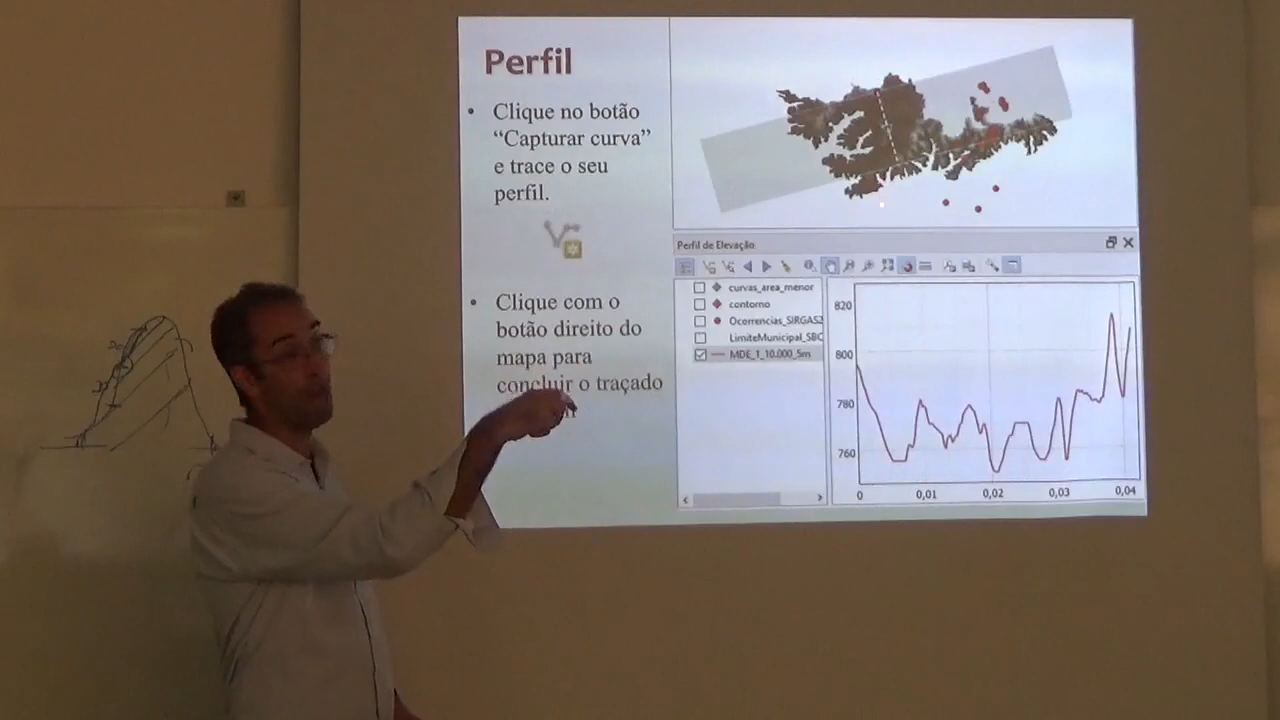 Perfil
• Clique no botão
“Capturar curva”
e trace o seu
perfil.
• Clique com o
botão direito do
mapa para
concluir o traçado
Perfil de Elevação
curvas_area_menor
contorno
Ocorrencias_SIRGAS2
LimiteMunicipal_SBC
MDE_1_10.000_5m
820
800
780
760
0 0,01 0,02 0,03 0,04